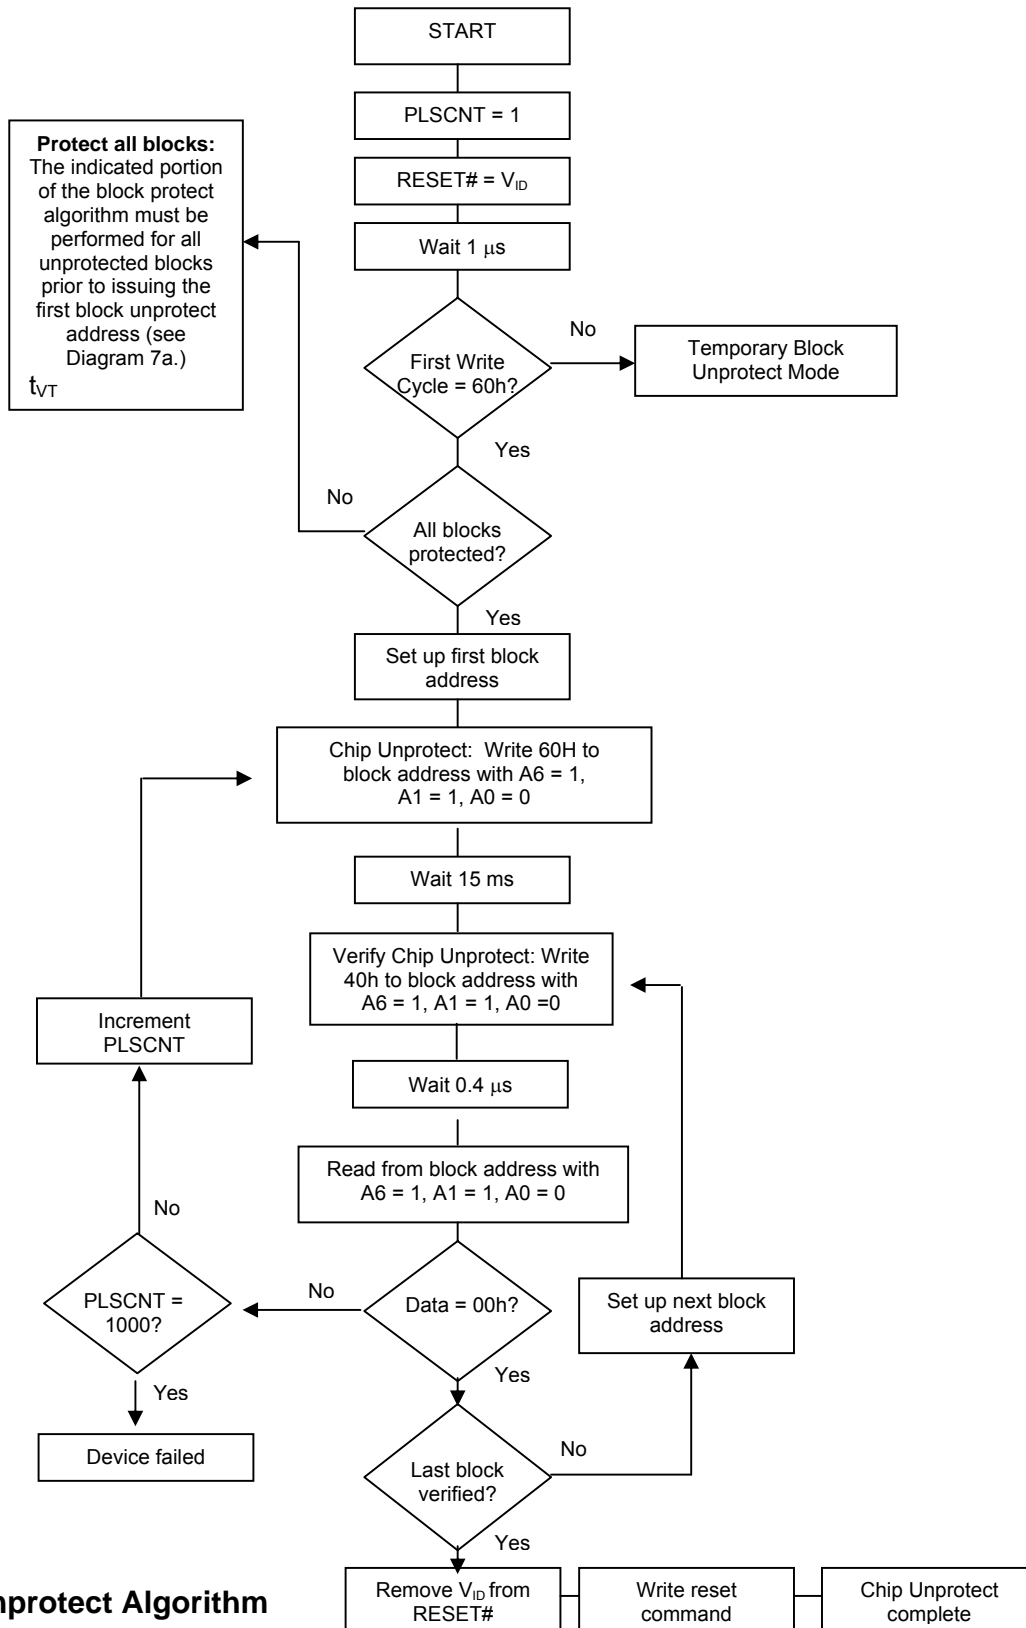 START
PLSCNT = 1
RESET# = VID
Wait 1 μs
Protect all blocks:
The indicated portion
of the block protect
algorithm must be
performed for all
unprotected blocks
prior to issuing the
first block unprotect
address (see
Diagram 7a.)
tVT
First Write
Cycle = 60h?
No
Temporary Block
Unprotect Mode
Yes
No
All blocks
protected?
Yes
Set up first block
address
Chip Unprotect:  Write 60H to
block address with A6 = 1,
A1 = 1, A0 = 0
Wait 15 ms
Verify Chip Unprotect: Write
40h to block address with
A6 = 1, A1 = 1, A0 =0
Increment
PLSCNT
Wait 0.4 μs
Read from block address with
A6 = 1, A1 = 1, A0 = 0
No
PLSCNT =
1000?
No
Data = 00h?
Set up next block
address
Yes
Yes
Device failed
No
Last block
verified?
Yes
Remove VID from
RESET#
Write reset
command
Chip Unprotect
complete
nprotect Algorithm